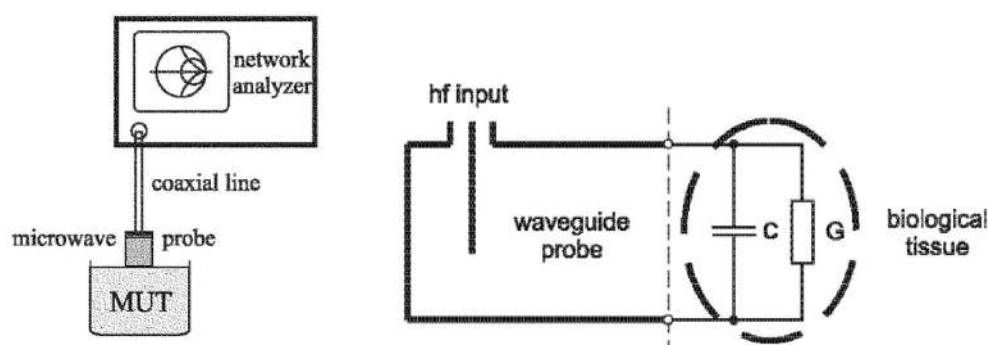 network
analyzer
coaxial line
microwave probe
MUT
hf input
waveguide
probe
C
G
biological
tissue